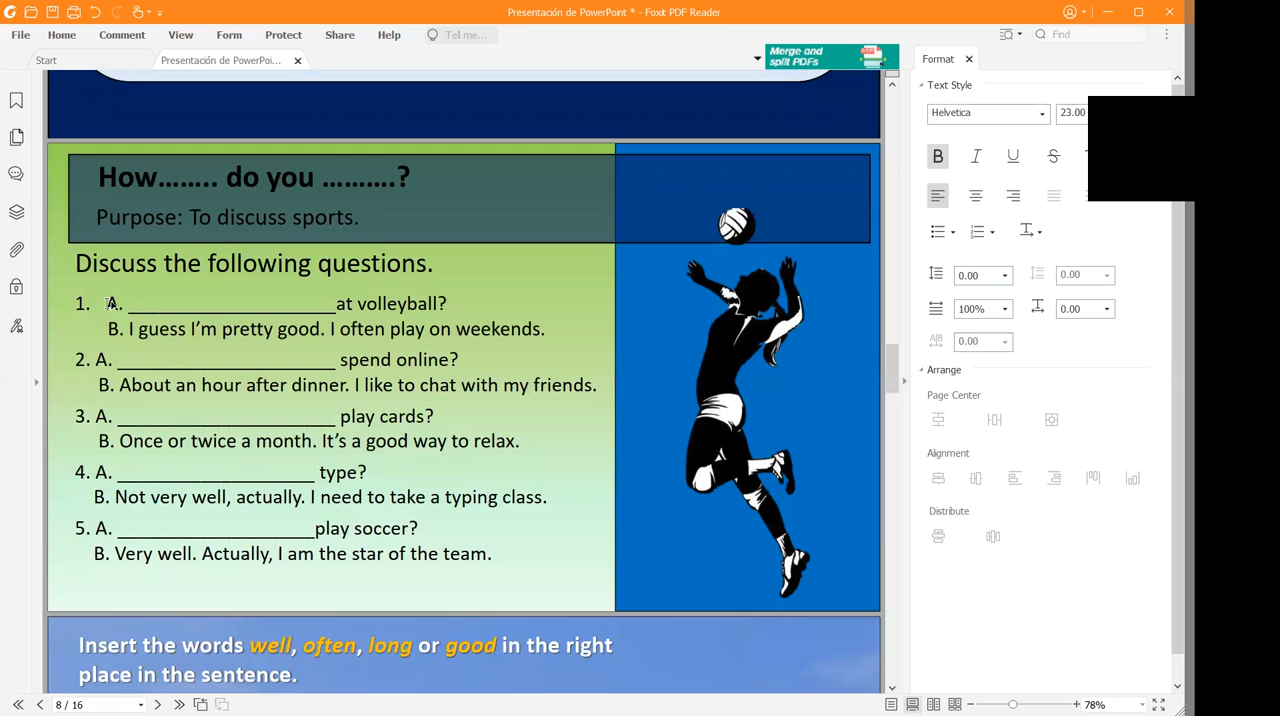 Presentación de PowerPoint * - Foxit PDF Reader
File Home Comment View Form Protect Share Help Tell me... Find
Start Presentación de PowerPoi... Merge and split PDFs Format
Text Style
Helvetica 23.00
B I U S
How…….. do you ……….?
Purpose: To discuss sports.
Discuss the following questions.
1. A. ____________________at volleyball?
B. I guess I'm pretty good. I often play on weekends.
2. A. _____________________ spend online?
B. About an hour after dinner. I like to chat with my friends.
3. A. _____________________ play cards?
B. Once or twice a month. It's a good way to relax.
4. A. ___________________ type?
B. Not very well, actually. I need to take a typing class.
5. A. ___________________play soccer?
B. Very well. Actually, I am the star of the team.
Insert the words well, often, long or good in the right
place in the sentence.
0.00 0.00
100% 0.00
0.00
Arrange
Page Center
Alignment
Distribute
8 / 16 78%